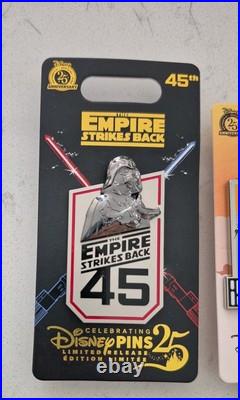 Disney
25
ANNIVERSARY
45th
THE
EMPIRE
STRIKES BACK
THE
EMPIRE
STRIKES BACK
45
CELEBRATING
Disney PINS 25
LIMITED RELEASE
ÉDITION LIMITÉE